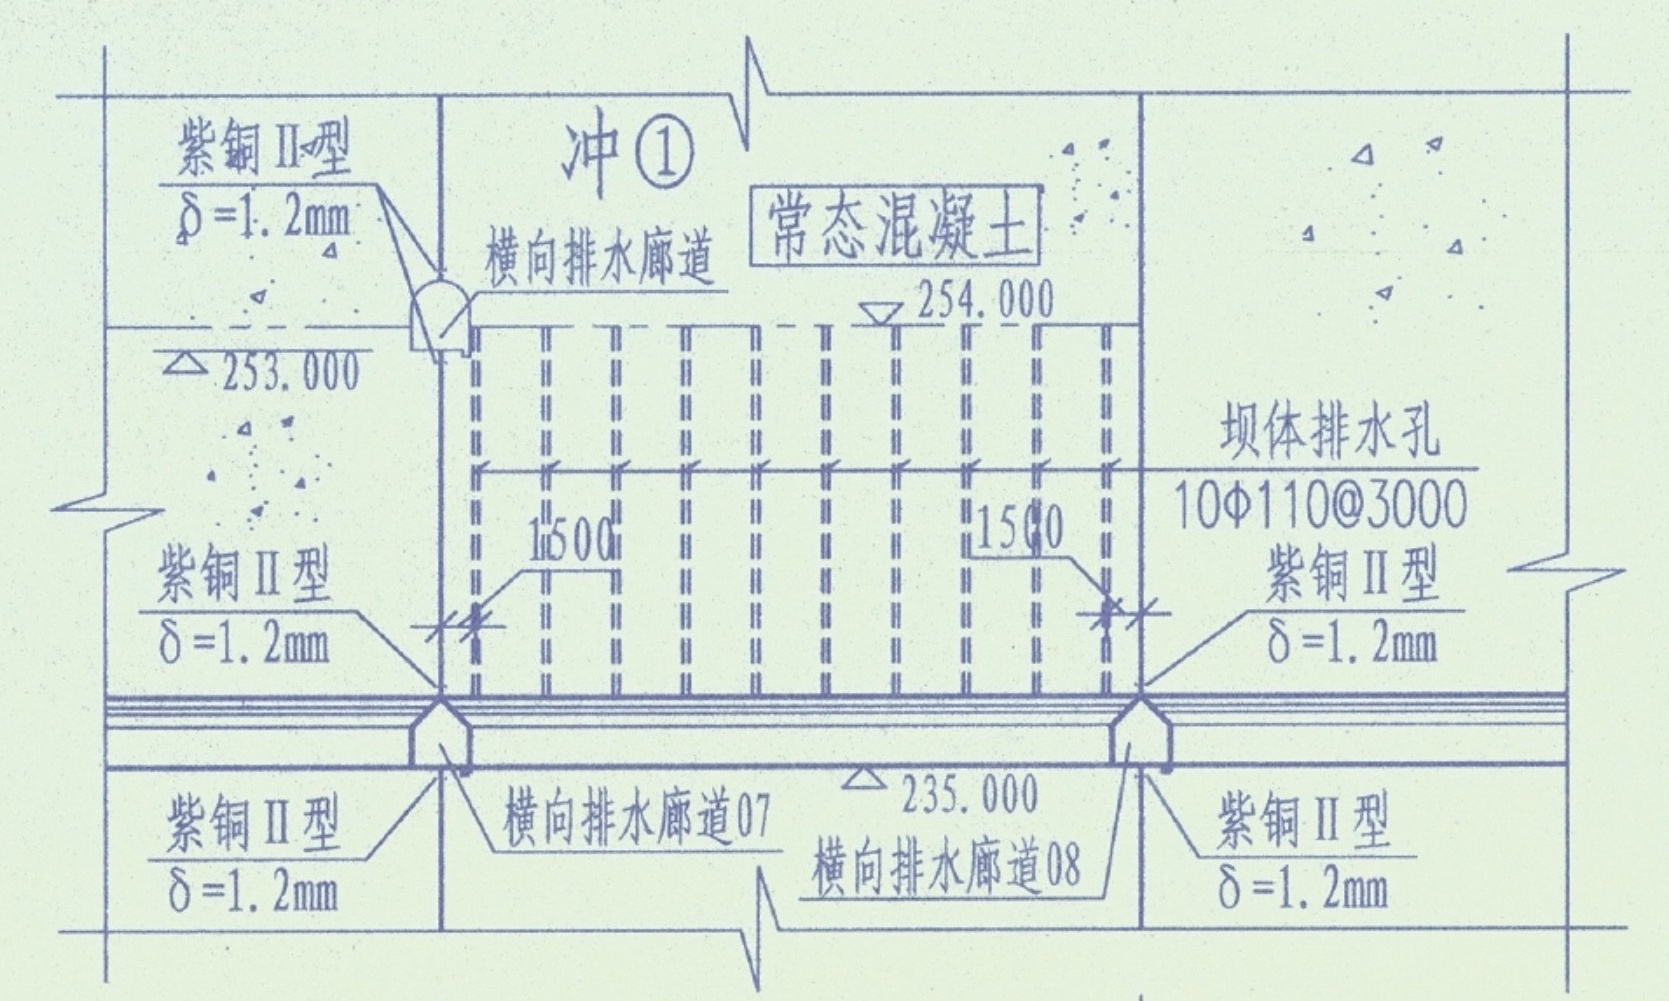 紫铜Ⅱ型
δ=1.2mm
冲①
常态混凝土
横向排水廊道
254.000
253.000
坝体排水孔
10Φ110@3000
1500
1500
紫铜Ⅱ型
δ=1.2mm
紫铜Ⅱ型
δ=1.2mm
235.000
紫铜Ⅱ型
δ=1.2mm
横向排水廊道07
横向排水廊道08
紫铜Ⅱ型
δ=1.2mm